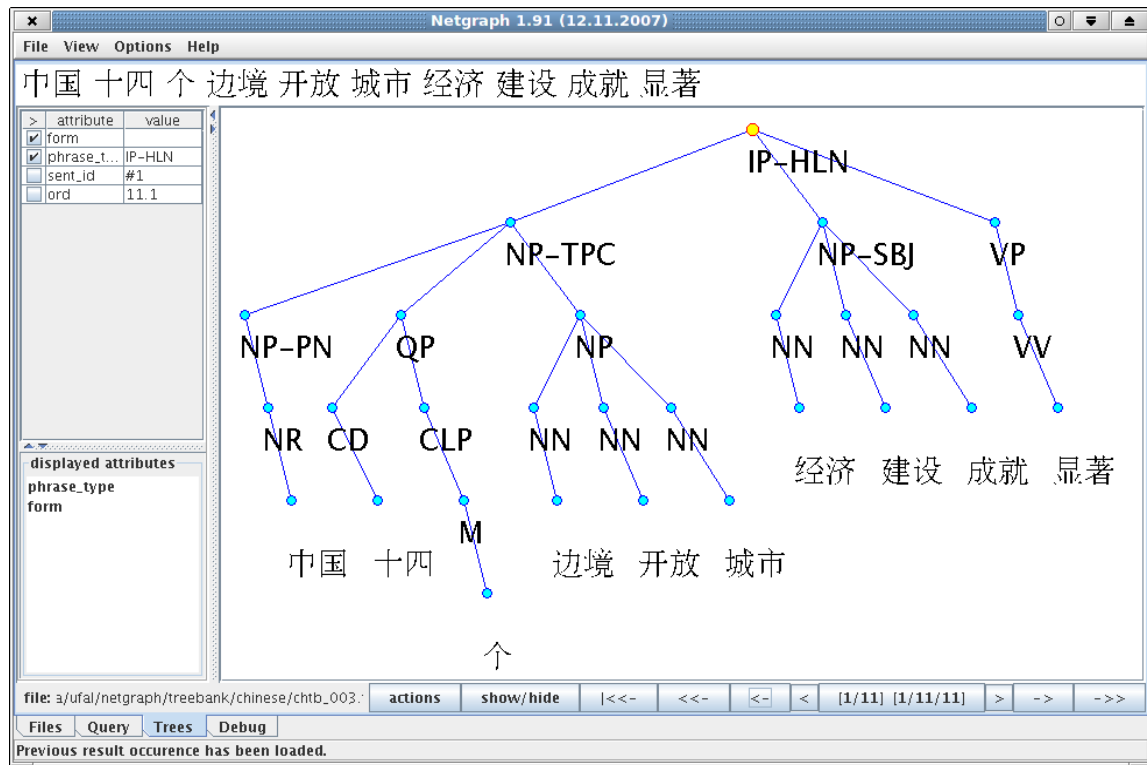 Netgraph 1.91 (12.11.2007)
File View Options Help
中国 十四 个 边境 开放 城市 经济 建设 成就 显著
> attribute value
form
phrase_t... IP-HLN
sent_id #1
ord 11.1
displayed attributes
phrase_type
form
IP-HLN
NP-TPC NP-SBJ VP
NP-PN QP NP NN NN NN VV
NR CD CLP NN NN NN
经济 建设 成就 显著
M
中国 十四 边境 开放 城市
个
file: a/ufal/netgraph/treebank/chinese/chtb_003. actions show/hide |<<- <<- <- < [1/11] [1/11/11] > -> ->>
Files Query Trees Debug
Previous result occurence has been loaded.